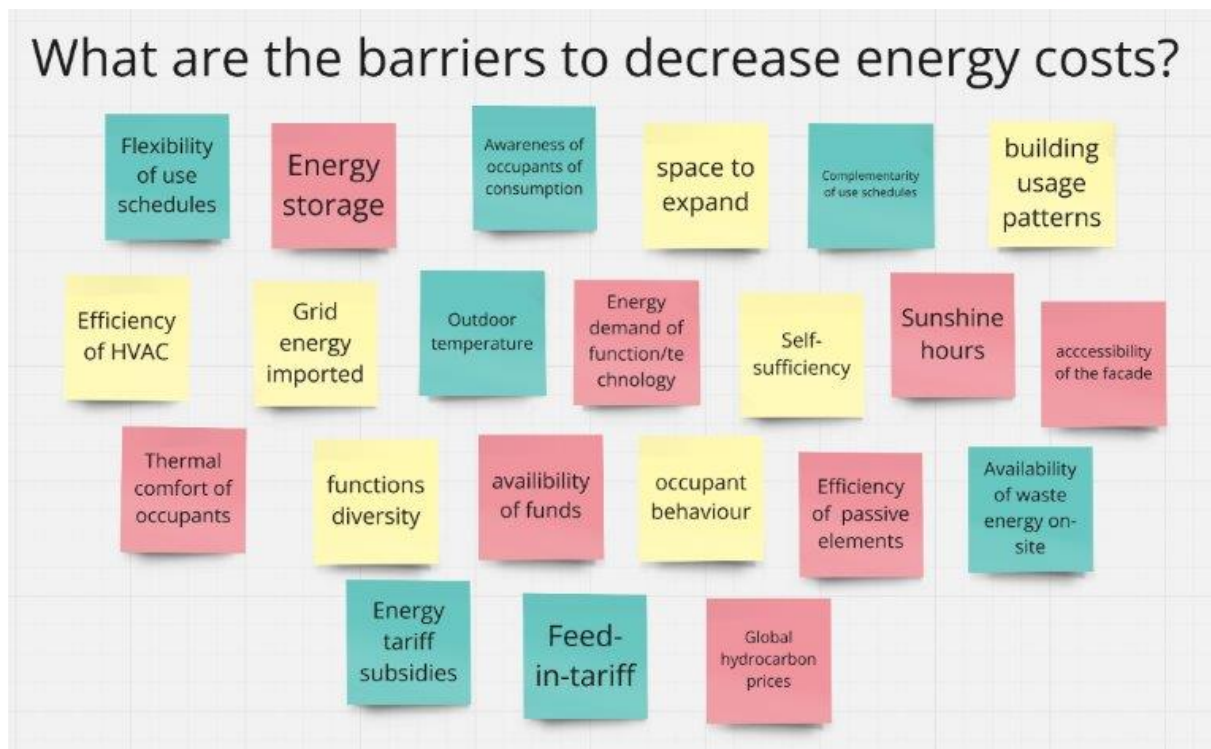 What are the barriers to decrease energy costs?
Flexibility
of use
schedules
Energy
storage
Awareness of
occupants of
consumption
space to
expand
Complementarity
of use schedules
building
usage
patterns
Efficiency
of HVAC
Grid
energy
imported
Outdoor
temperature
Energy
demand of
function/te
chnology
Self-
sufficiency
Sunshine
hours
acccessibility
of the facade
Thermal
comfort of
occupants
functions
diversity
availibility
of funds
occupant
behaviour
Efficiency
of passive
elements
Availability
of waste
energy on-
site
Energy
tariff
subsidies
Feed-
in-tariff
Global
hydrocarbon
prices